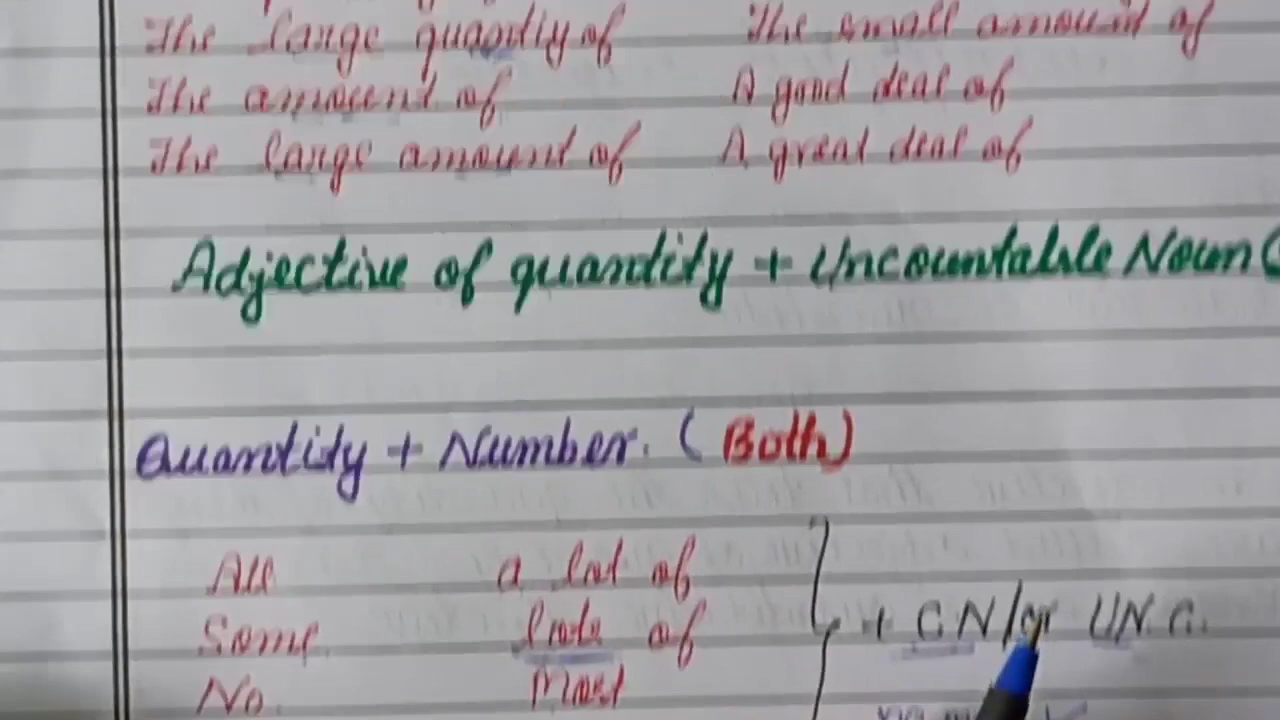 The large quantiy of The small amount of
The amount of A good deal of
The large amount of A great deal of
Adjective of quantity + Uncountable Noun (
Quantity + Number. (Both)
All a lot of
Some lots of
+ CN/or UN.C.
No Most